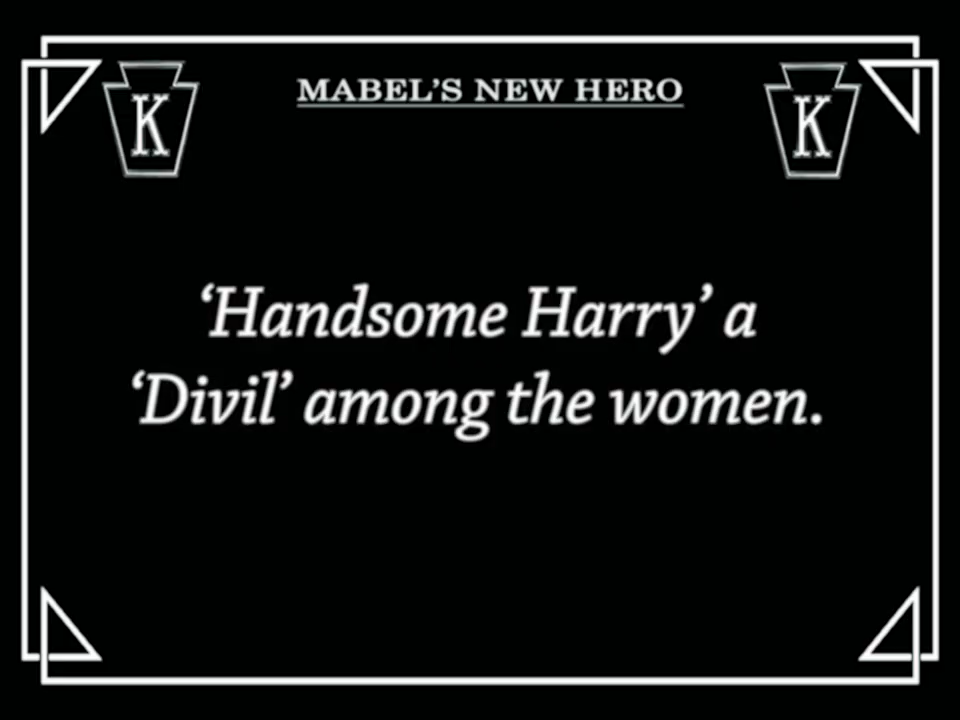 K MABEL'S NEW HERO K
‘Handsome Harry’ a
‘Divil’ among the women.